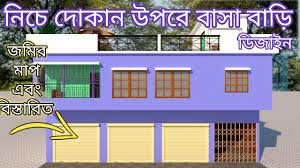 নিচে দোকান উপরে বাসা বাড়ি
ডিজাইন
জমির
মাপ
এবং
বিস্তারিত